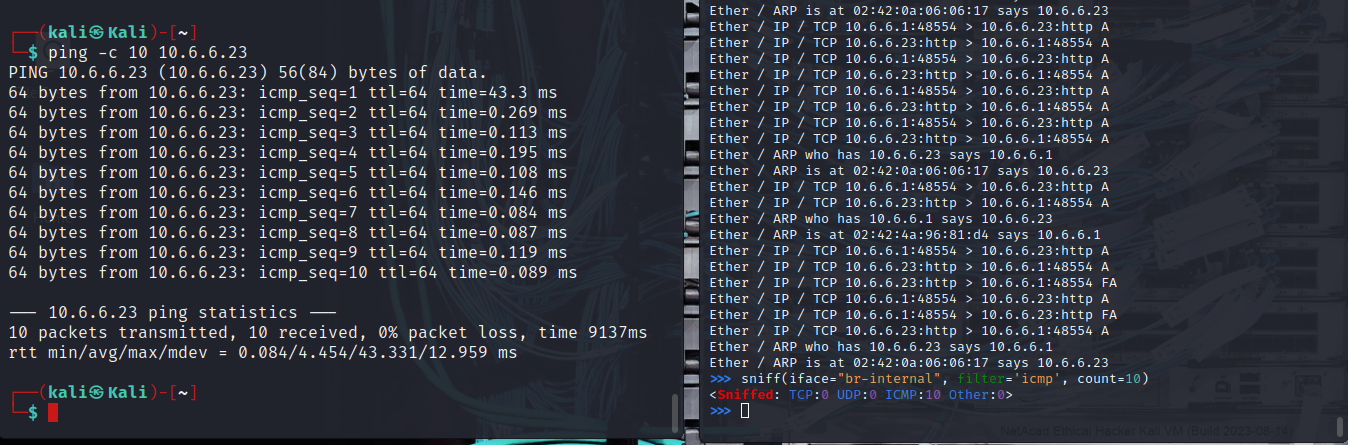 (kali㉿Kali)-[~]
$ ping -c 10 10.6.6.23
PING 10.6.6.23 (10.6.6.23) 56(84) bytes of data.
64 bytes from 10.6.6.23: icmp_seq=1 ttl=64 time=43.3 ms
64 bytes from 10.6.6.23: icmp_seq=2 ttl=64 time=0.269 ms
64 bytes from 10.6.6.23: icmp_seq=3 ttl=64 time=0.113 ms
64 bytes from 10.6.6.23: icmp_seq=4 ttl=64 time=0.195 ms
64 bytes from 10.6.6.23: icmp_seq=5 ttl=64 time=0.108 ms
64 bytes from 10.6.6.23: icmp_seq=6 ttl=64 time=0.146 ms
64 bytes from 10.6.6.23: icmp_seq=7 ttl=64 time=0.084 ms
64 bytes from 10.6.6.23: icmp_seq=8 ttl=64 time=0.087 ms
64 bytes from 10.6.6.23: icmp_seq=9 ttl=64 time=0.119 ms
64 bytes from 10.6.6.23: icmp_seq=10 ttl=64 time=0.089 ms
--- 10.6.6.23 ping statistics ---
10 packets transmitted, 10 received, 0% packet loss, time 9137ms
rtt min/avg/max/mdev = 0.084/4.454/43.331/12.959 ms
(kali㉿Kali)-[~]
$
Ether / ARP is at 02:42:0a:06:06:17 says 10.6.6.23
Ether / IP / TCP 10.6.6.1:48554 > 10.6.6.23:http A
Ether / IP / TCP 10.6.6.23:http > 10.6.6.1:48554 A
Ether / IP / TCP 10.6.6.23:http > 10.6.6.1:48554 A
Ether / IP / TCP 10.6.6.1:48554 > 10.6.6.23:http A
Ether / IP / TCP 10.6.6.1:48554 > 10.6.6.23:http A
Ether / IP / TCP 10.6.6.23:http > 10.6.6.1:48554 A
Ether / IP / TCP 10.6.6.1:48554 > 10.6.6.23:http A
Ether / IP / TCP 10.6.6.23:http > 10.6.6.1:48554 A
Ether / ARP who has 10.6.6.23 says 10.6.6.1
Ether / ARP is at 02:42:0a:06:06:17 says 10.6.6.23
Ether / IP / TCP 10.6.6.1:48554 > 10.6.6.23:http A
Ether / IP / TCP 10.6.6.23:http > 10.6.6.1:48554 A
Ether / ARP who has 10.6.6.1 says 10.6.6.23
Ether / ARP is at 02:42:4a:96:81:d4 says 10.6.6.1
Ether / IP / TCP 10.6.6.1:48554 > 10.6.6.23:http A
Ether / IP / TCP 10.6.6.23:http > 10.6.6.1:48554 A
Ether / IP / TCP 10.6.6.23:http > 10.6.6.1:48554 FA
Ether / IP / TCP 10.6.6.1:48554 > 10.6.6.23:http A
Ether / IP / TCP 10.6.6.1:48554 > 10.6.6.23:http FA
Ether / IP / TCP 10.6.6.23:http > 10.6.6.1:48554 A
Ether / ARP who has 10.6.6.23 says 10.6.6.1
Ether / ARP is at 02:42:0a:06:06:17 says 10.6.6.23
>>> sniff(iface="br-internal", filter='icmp', count=10)
<Sniffed: TCP:0 UDP:0 ICMP:10 Other:0>
>>>
NetAcad Ethical Hacker Kali VM (Build 2023-08-14)